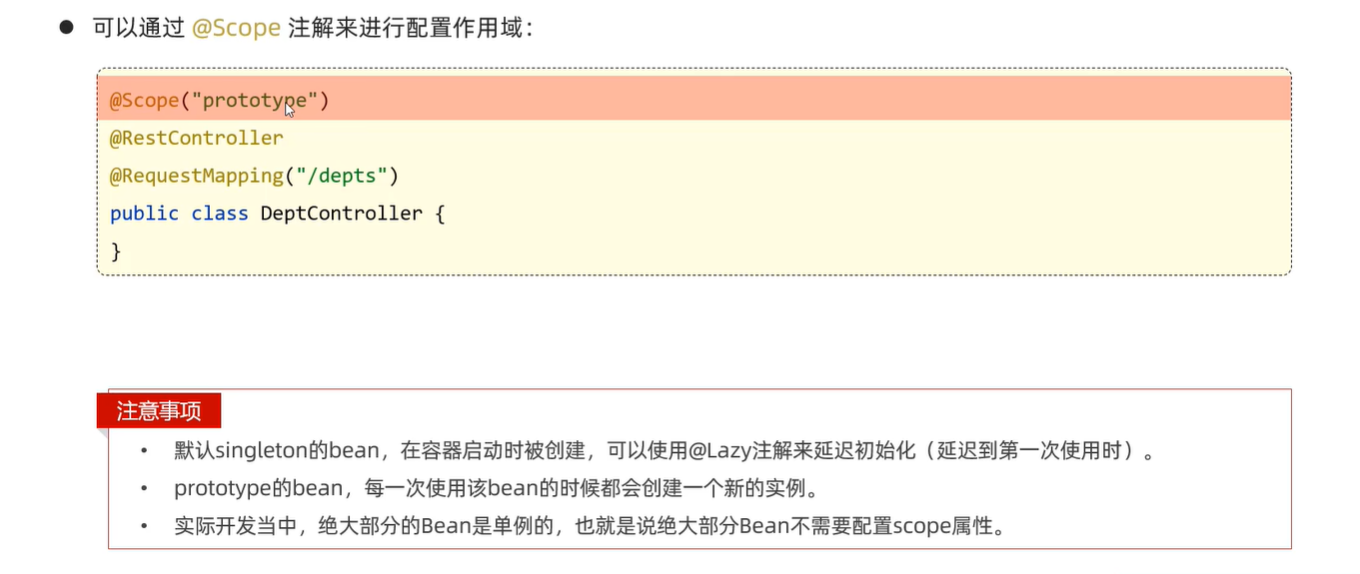 ● 可以通过 @Scope 注解来进行配置作用域：
@Scope("prototype")
@RestController
@RequestMapping("/depts")
public class DeptController {
}
注意事项
• 默认singleton的bean，在容器启动时被创建，可以使用@Lazy注解来延迟初始化（延迟到第一次使用时）。
• prototype的bean，每一次使用该bean的时候都会创建一个新的实例。
• 实际开发当中，绝大部分的Bean是单例的，也就是说绝大部分Bean不需要配置scope属性。